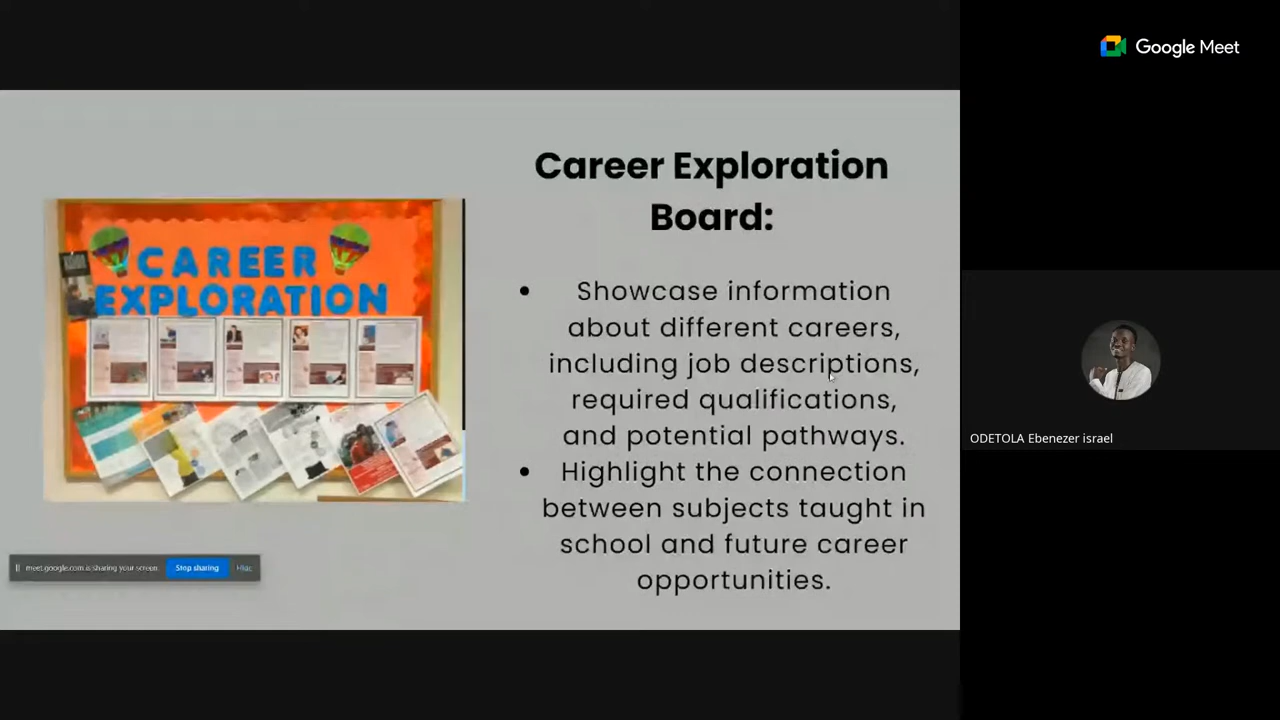 Google Meet
Career Exploration
Board:
CAREER
EXPLORATION
• Showcase information
about different careers,
including job descriptions,
required qualifications,
and potential pathways.
• Highlight the connection
between subjects taught in
school and future career
opportunities.
meet.google.com is sharing your screen. Stop sharing Hide
ODETOLA Ebenezer israel